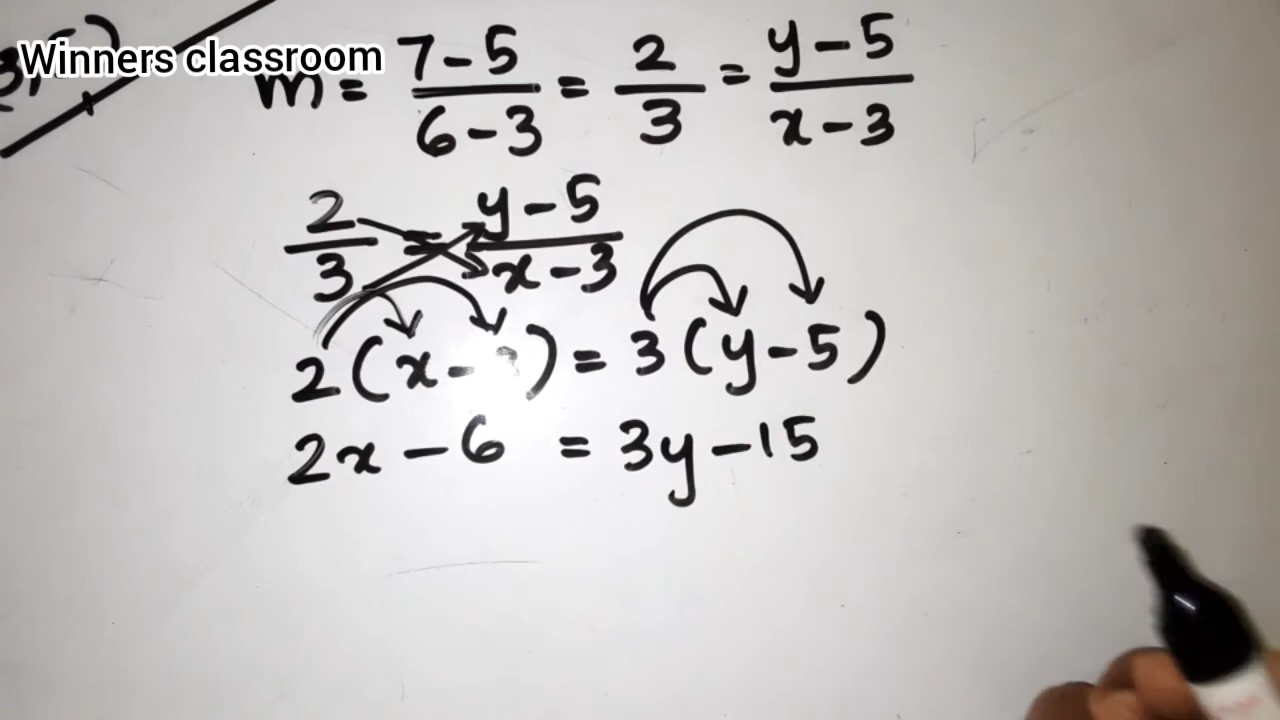 Winners classroom
m = 7-5/6-3 = 2/3 = y-5/x-3
2/3 = y-5/x-3
2(x- ) = 3(y-5)
2x-6 = 3y-15